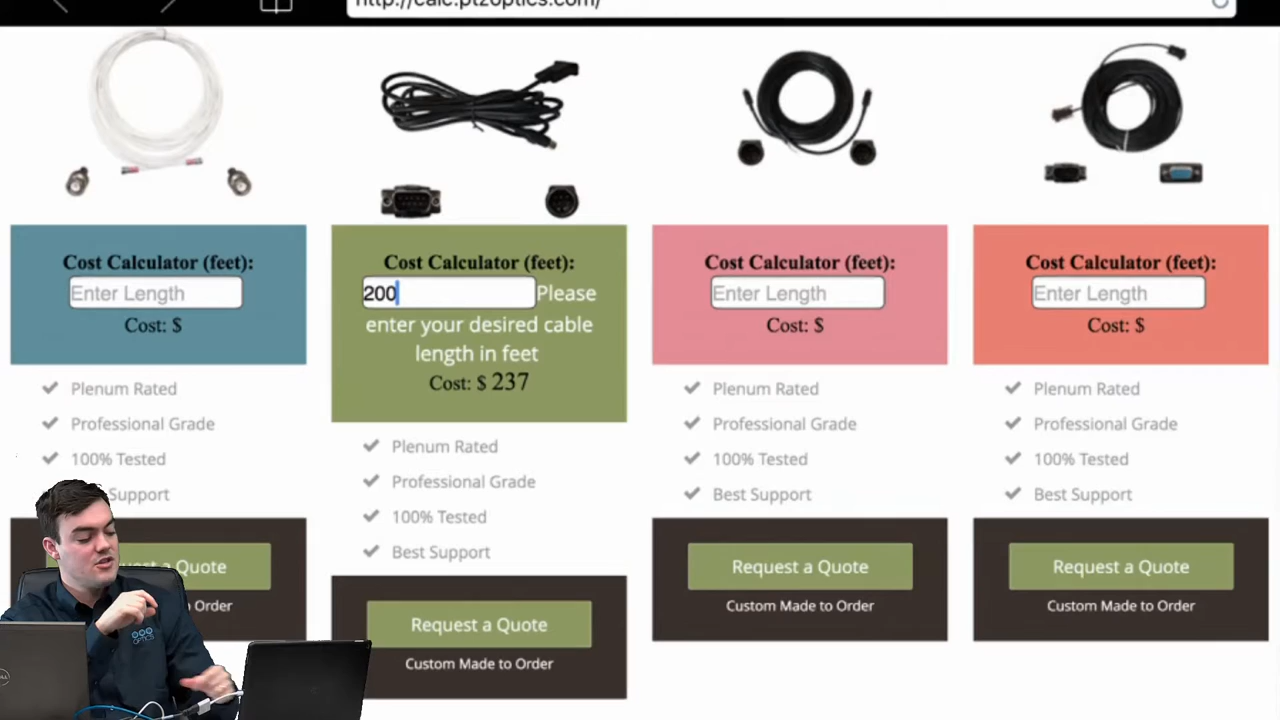 http://calc.ptzoptics.com/
Cost Calculator (feet):
Enter Length
Cost: $
Plenum Rated
Professional Grade
100% Tested
Support
a Quote
to Order
Cost Calculator (feet):
200 Please
enter your desired cable
length in feet
Cost: $ 237
Plenum Rated
Professional Grade
100% Tested
Best Support
Request a Quote
Custom Made to Order
Cost Calculator (feet):
Enter Length
Cost: $
Plenum Rated
Professional Grade
100% Tested
Best Support
Request a Quote
Custom Made to Order
Cost Calculator (feet):
Enter Length
Cost: $
Plenum Rated
Professional Grade
100% Tested
Best Support
Request a Quote
Custom Made to Order
OPTICS